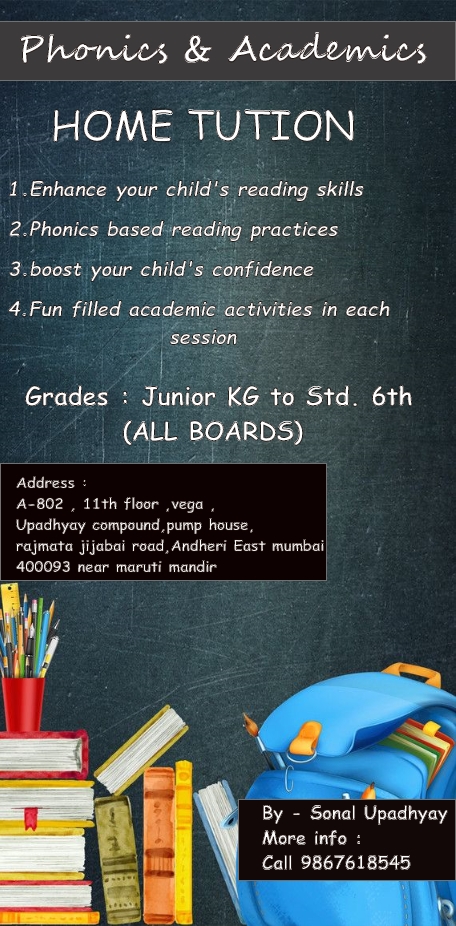 Phonics & Academics
HOME TUTION
1.Enhance your child's reading skills
2.Phonics based reading practices
3.boost your child's confidence
4.Fun filled academic activities in each
session
Grades : Junior KG to Std. 6th
(ALL BOARDS)
Address :
A-802 , 11th floor ,vega ,
Upadhyay compound,pump house,
rajmata jijabai road,Andheri East mumbai
400093 near maruti mandir
By - Sonal Upadhyay
More info :
Call 9867618545